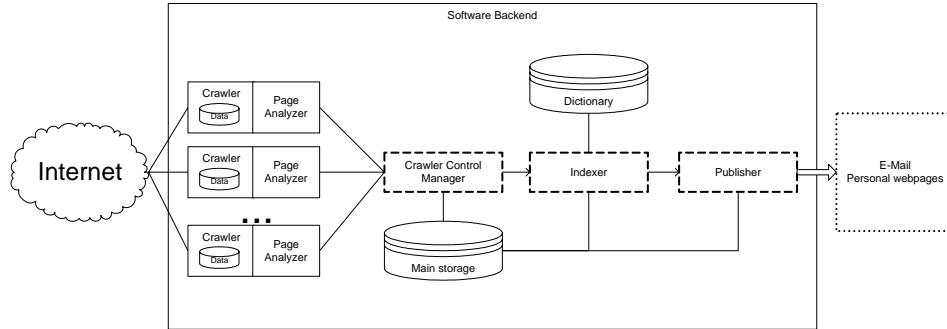 Software Backend
Crawler
Data
Page
Analyzer
Crawler
Data
Page
Analyzer
...
Crawler
Data
Page
Analyzer
Internet
Crawler Control
Manager
Main storage
Dictionary
Indexer
Publisher
E-Mail
Personal webpages